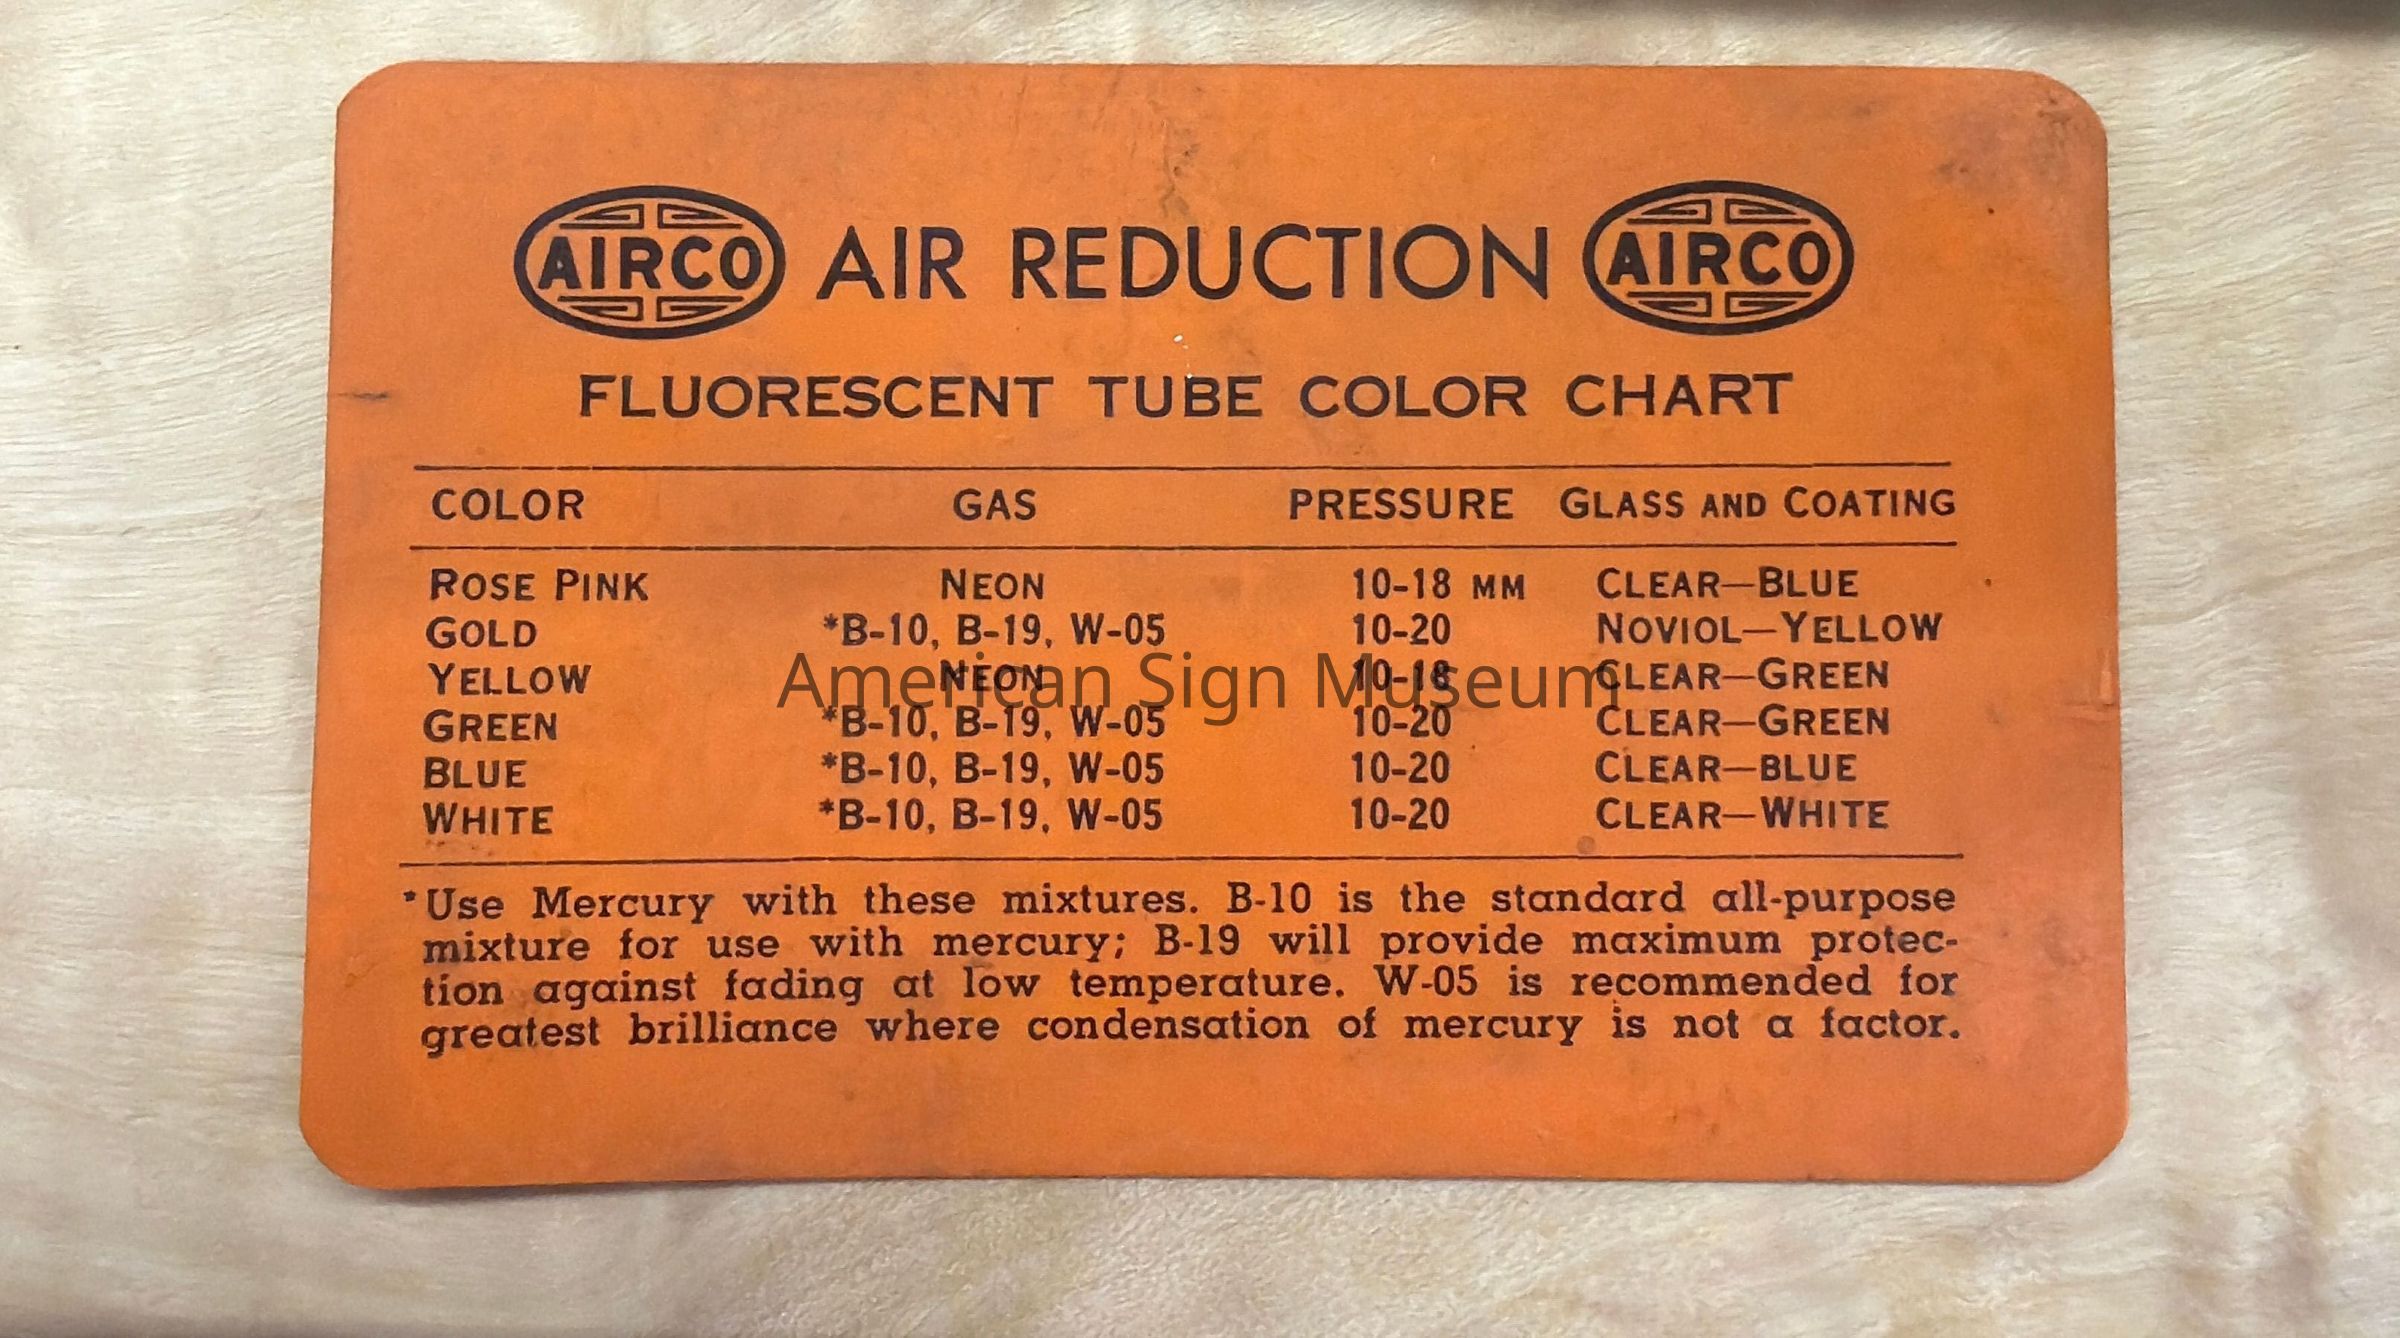 AIRCO AIR REDUCTION AIRCO
FLUORESCENT TUBE COLOR CHART
COLOR GAS PRESSURE GLASS AND COATING
ROSE PINK NEON 10-18 MM CLEAR—BLUE
GOLD *B-10, B-19, W-05 10-20 NOVIOL—YELLOW
YELLOW NEON 10-18 CLEAR—GREEN
American Sign Museum
GREEN *B-10, B-19, W-05 10-20 CLEAR—GREEN
BLUE *B-10, B-19, W-05 10-20 CLEAR—BLUE
WHITE *B-10, B-19, W-05 10-20 CLEAR—WHITE
*Use Mercury with these mixtures. B-10 is the standard all-purpose
mixture for use with mercury; B-19 will provide maximum protec-
tion against fading at low temperature. W-05 is recommended for
greatest brilliance where condensation of mercury is not a factor.